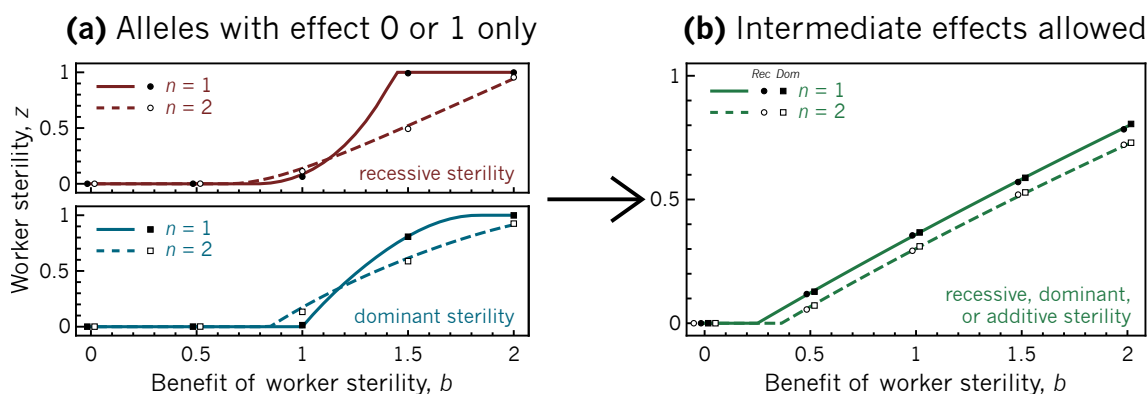 (a) Alleles with effect 0 or 1 only
Worker sterility, z
1
0.5
0
n = 1
n = 2
recessive sterility
1
0.5
0
n = 1
n = 2
dominant sterility
0 0.5 1 1.5 2
Benefit of worker sterility, b
(b) Intermediate effects allowed
1
0.5
0
Rec Dom
n = 1
n = 2
recessive, dominant,
or additive sterility
0 0.5 1 1.5 2
Benefit of worker sterility, b